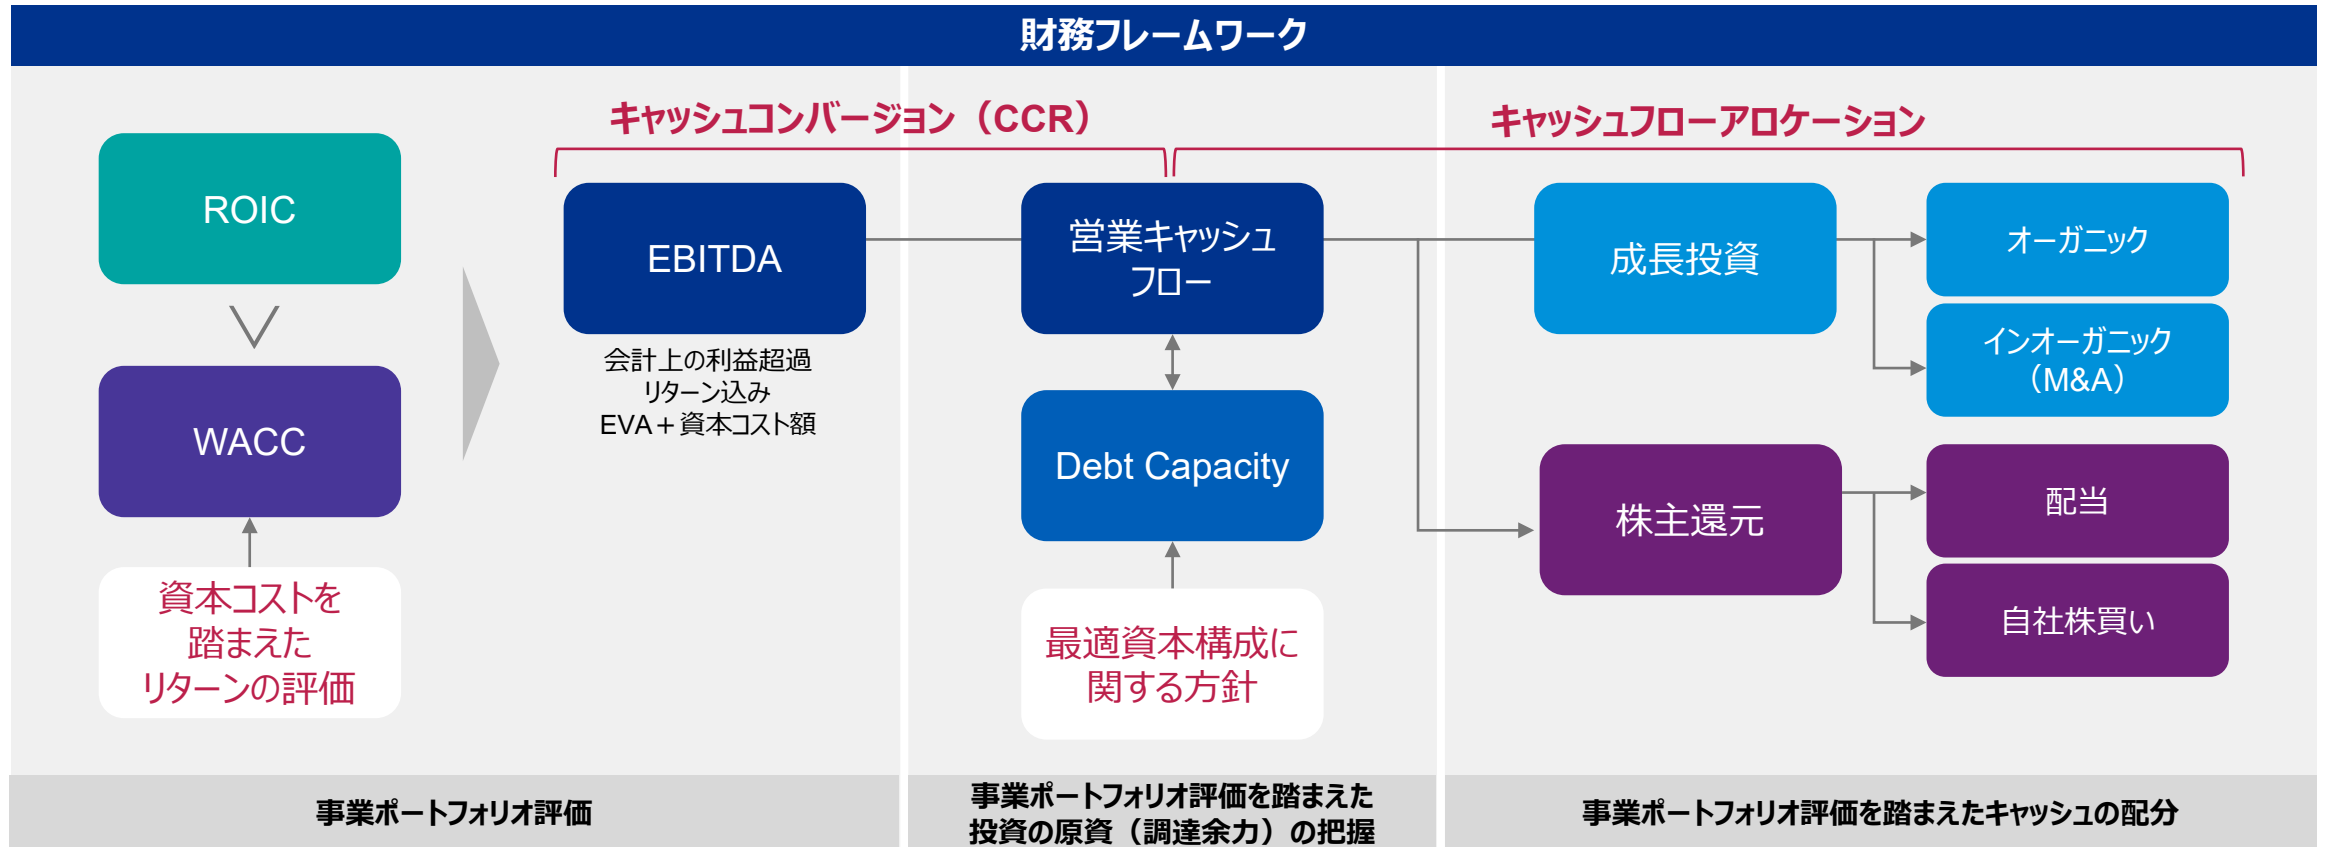 財務フレームワーク
キャッシュコンバージョン（CCR）
キャッシュフローアロケーション
ROIC
WACC
資本コストを
踏まえた
リターンの評価
EBITDA
会計上の利益超過
リターン込み
EVA＋資本コスト額
営業キャッシュ
フロー
Debt Capacity
最適資本構成に
関する方針
成長投資
オーガニック
インオーガニック
（M&A）
株主還元
配当
自社株買い
事業ポートフォリオ評価
事業ポートフォリオ評価を踏まえた
投資の原資（調達余力）の把握
事業ポートフォリオ評価を踏まえたキャッシュの配分